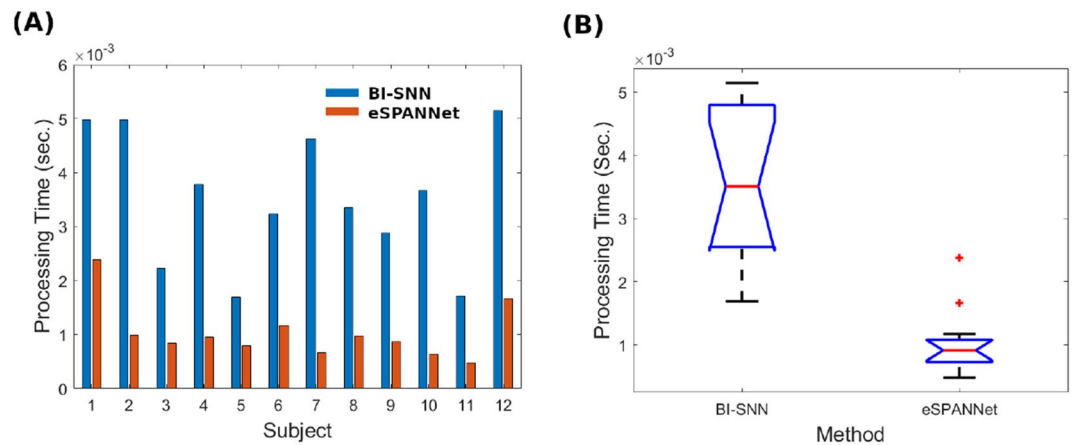 (A)
×10⁻³
6
5
4
3
2
1
0
Processing Time (sec.)
BI-SNN
eSPANNet
1 2 3 4 5 6 7 8 9 10 11 12
Subject
(B)
×10⁻³
5
4
3
2
1
Processing Time (Sec.)
BI-SNN eSPANNet
Method